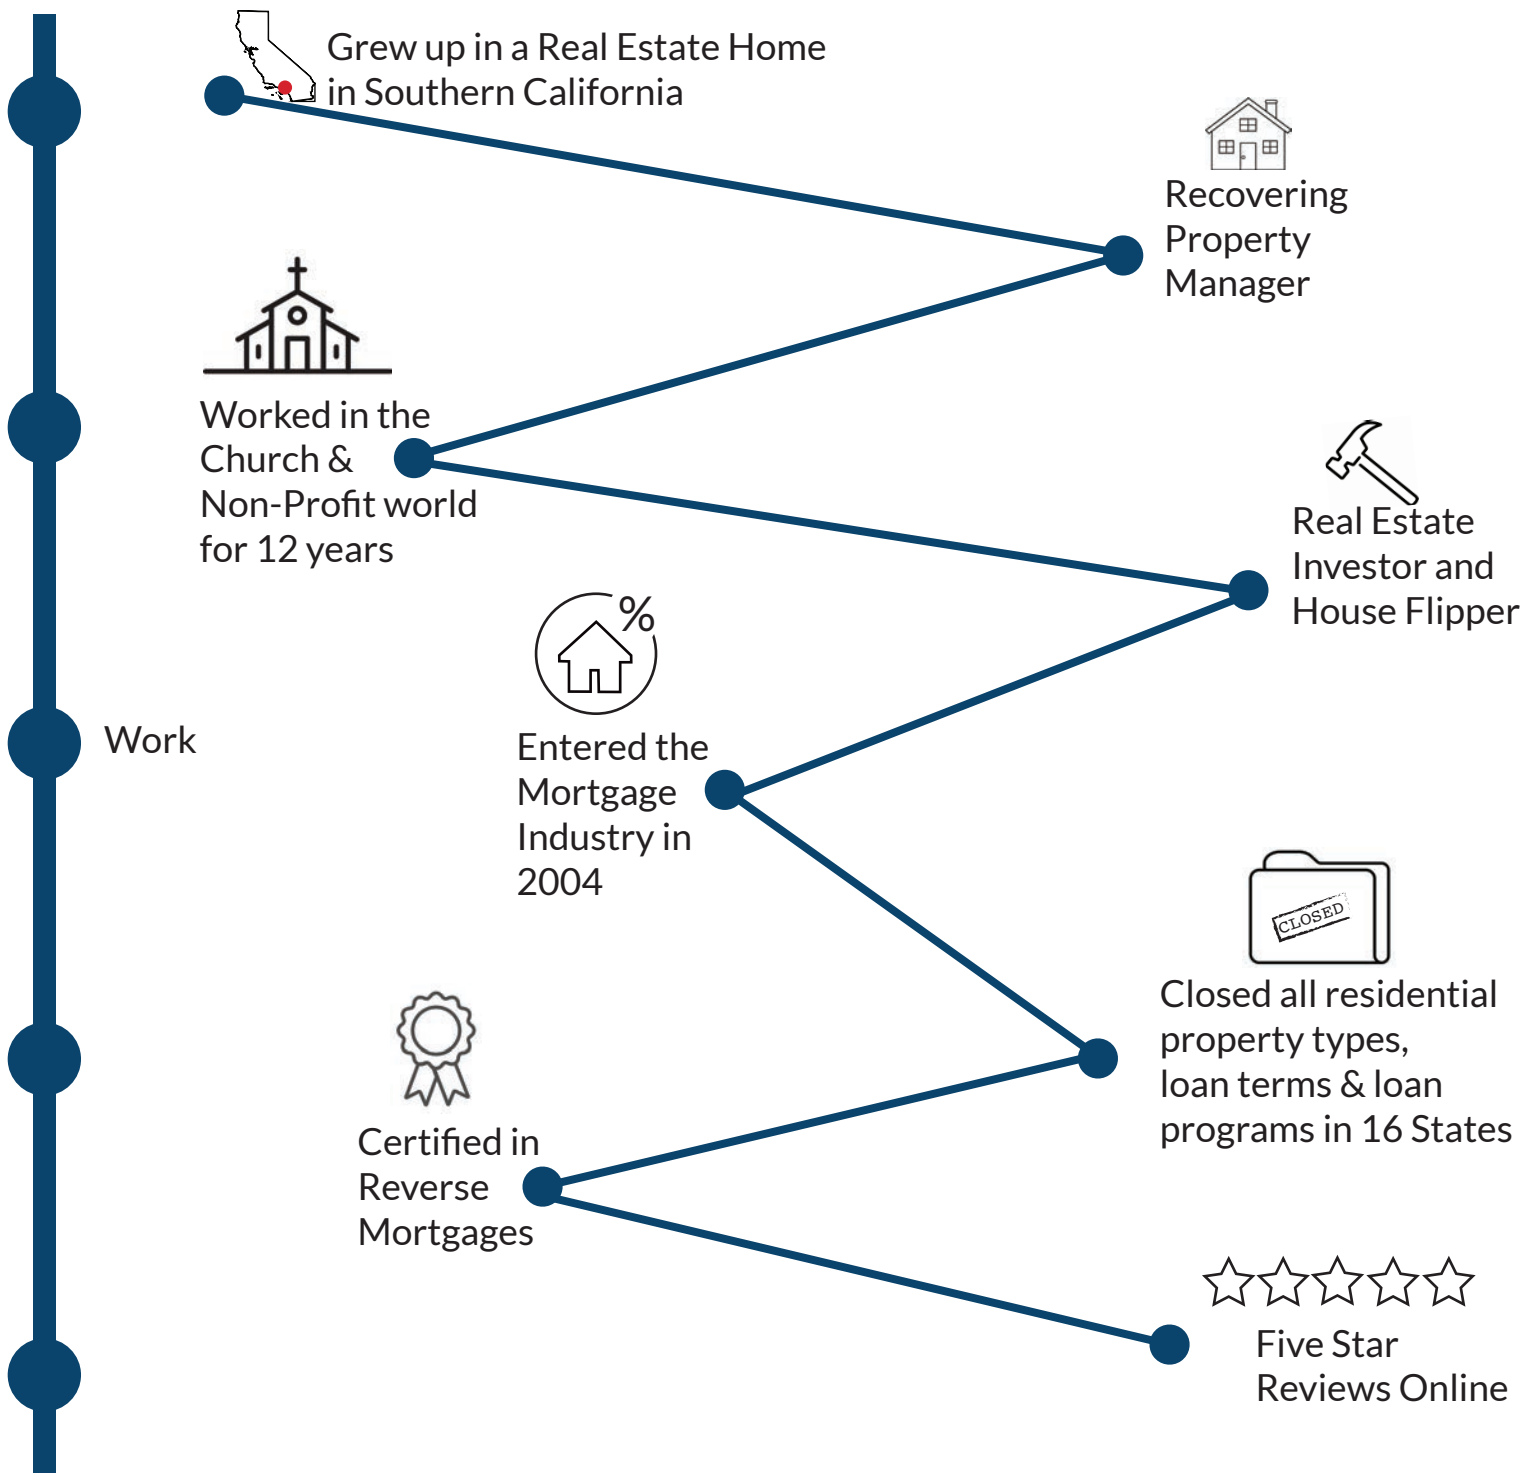 Grew up in a Real Estate Home
in Southern California
Recovering
Property
Manager
Worked in the
Church &
Non-Profit world
for 12 years
Real Estate
Investor and
House Flipper
%
Work
Entered the
Mortgage
Industry in
2004
CLOSED
Closed all residential
property types,
loan terms & loan
programs in 16 States
Certified in
Reverse
Mortgages
Five Star
Reviews Online